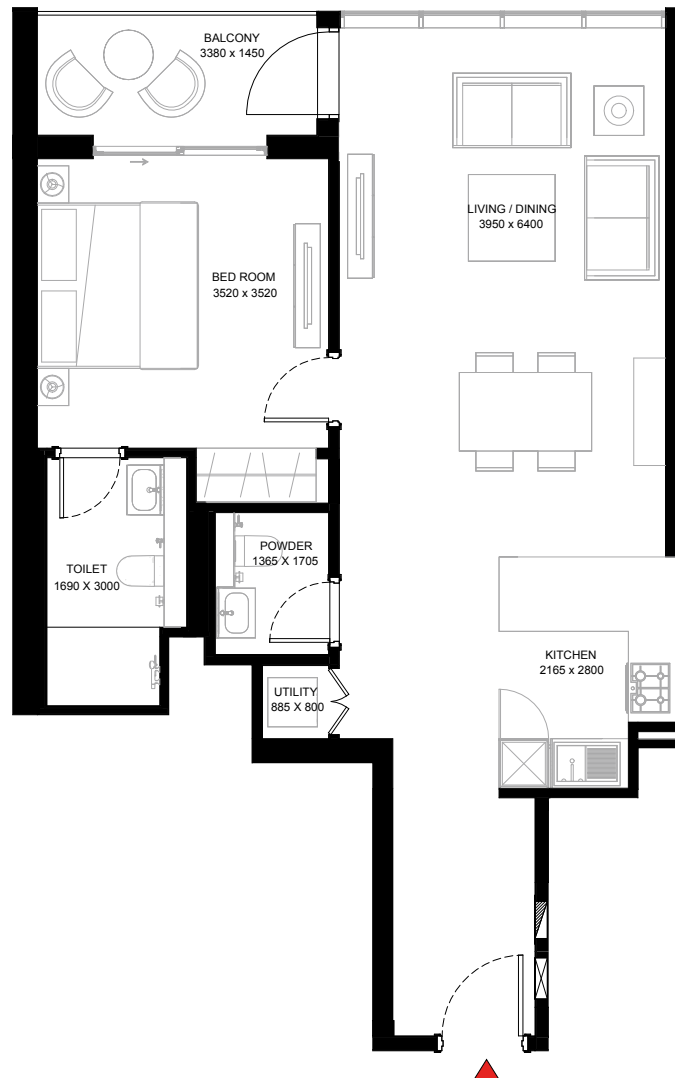 BALCONY
3380 x 1450
LIVING / DINING
3950 x 6400
BED ROOM
3520 x 3520
POWDER
1365 X 1705
TOILET
1690 X 3000
KITCHEN
2165 x 2800
UTILITY
885 X 800